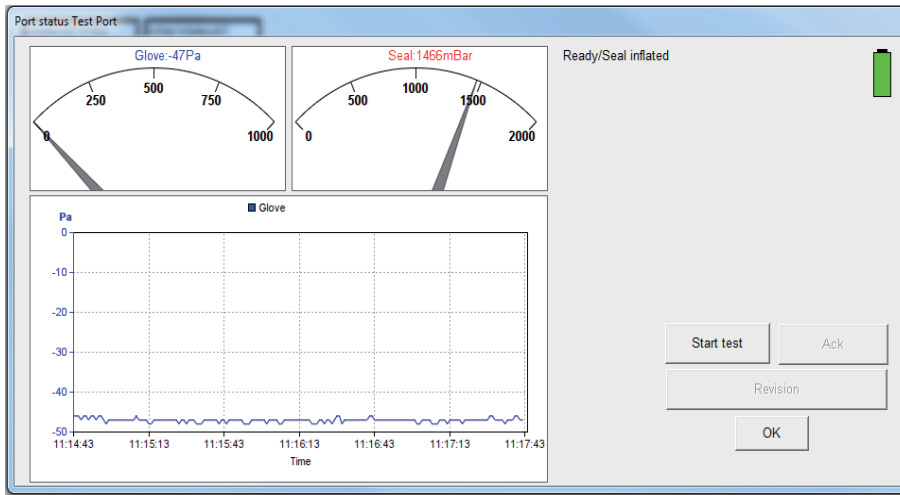 Port status Test Port
Glove:-47Pa
0 250 500 750 1000
Seal:1466mBar
0 500 1000 1500 2000
Ready/Seal inflated
Glove
Pa
0
-10
-20
-30
-40
-50
11:14:43 11:15:13 11:15:43 11:16:13 11:16:43 11:17:13 11:17:43
Time
Start test
Ack
Revision
OK